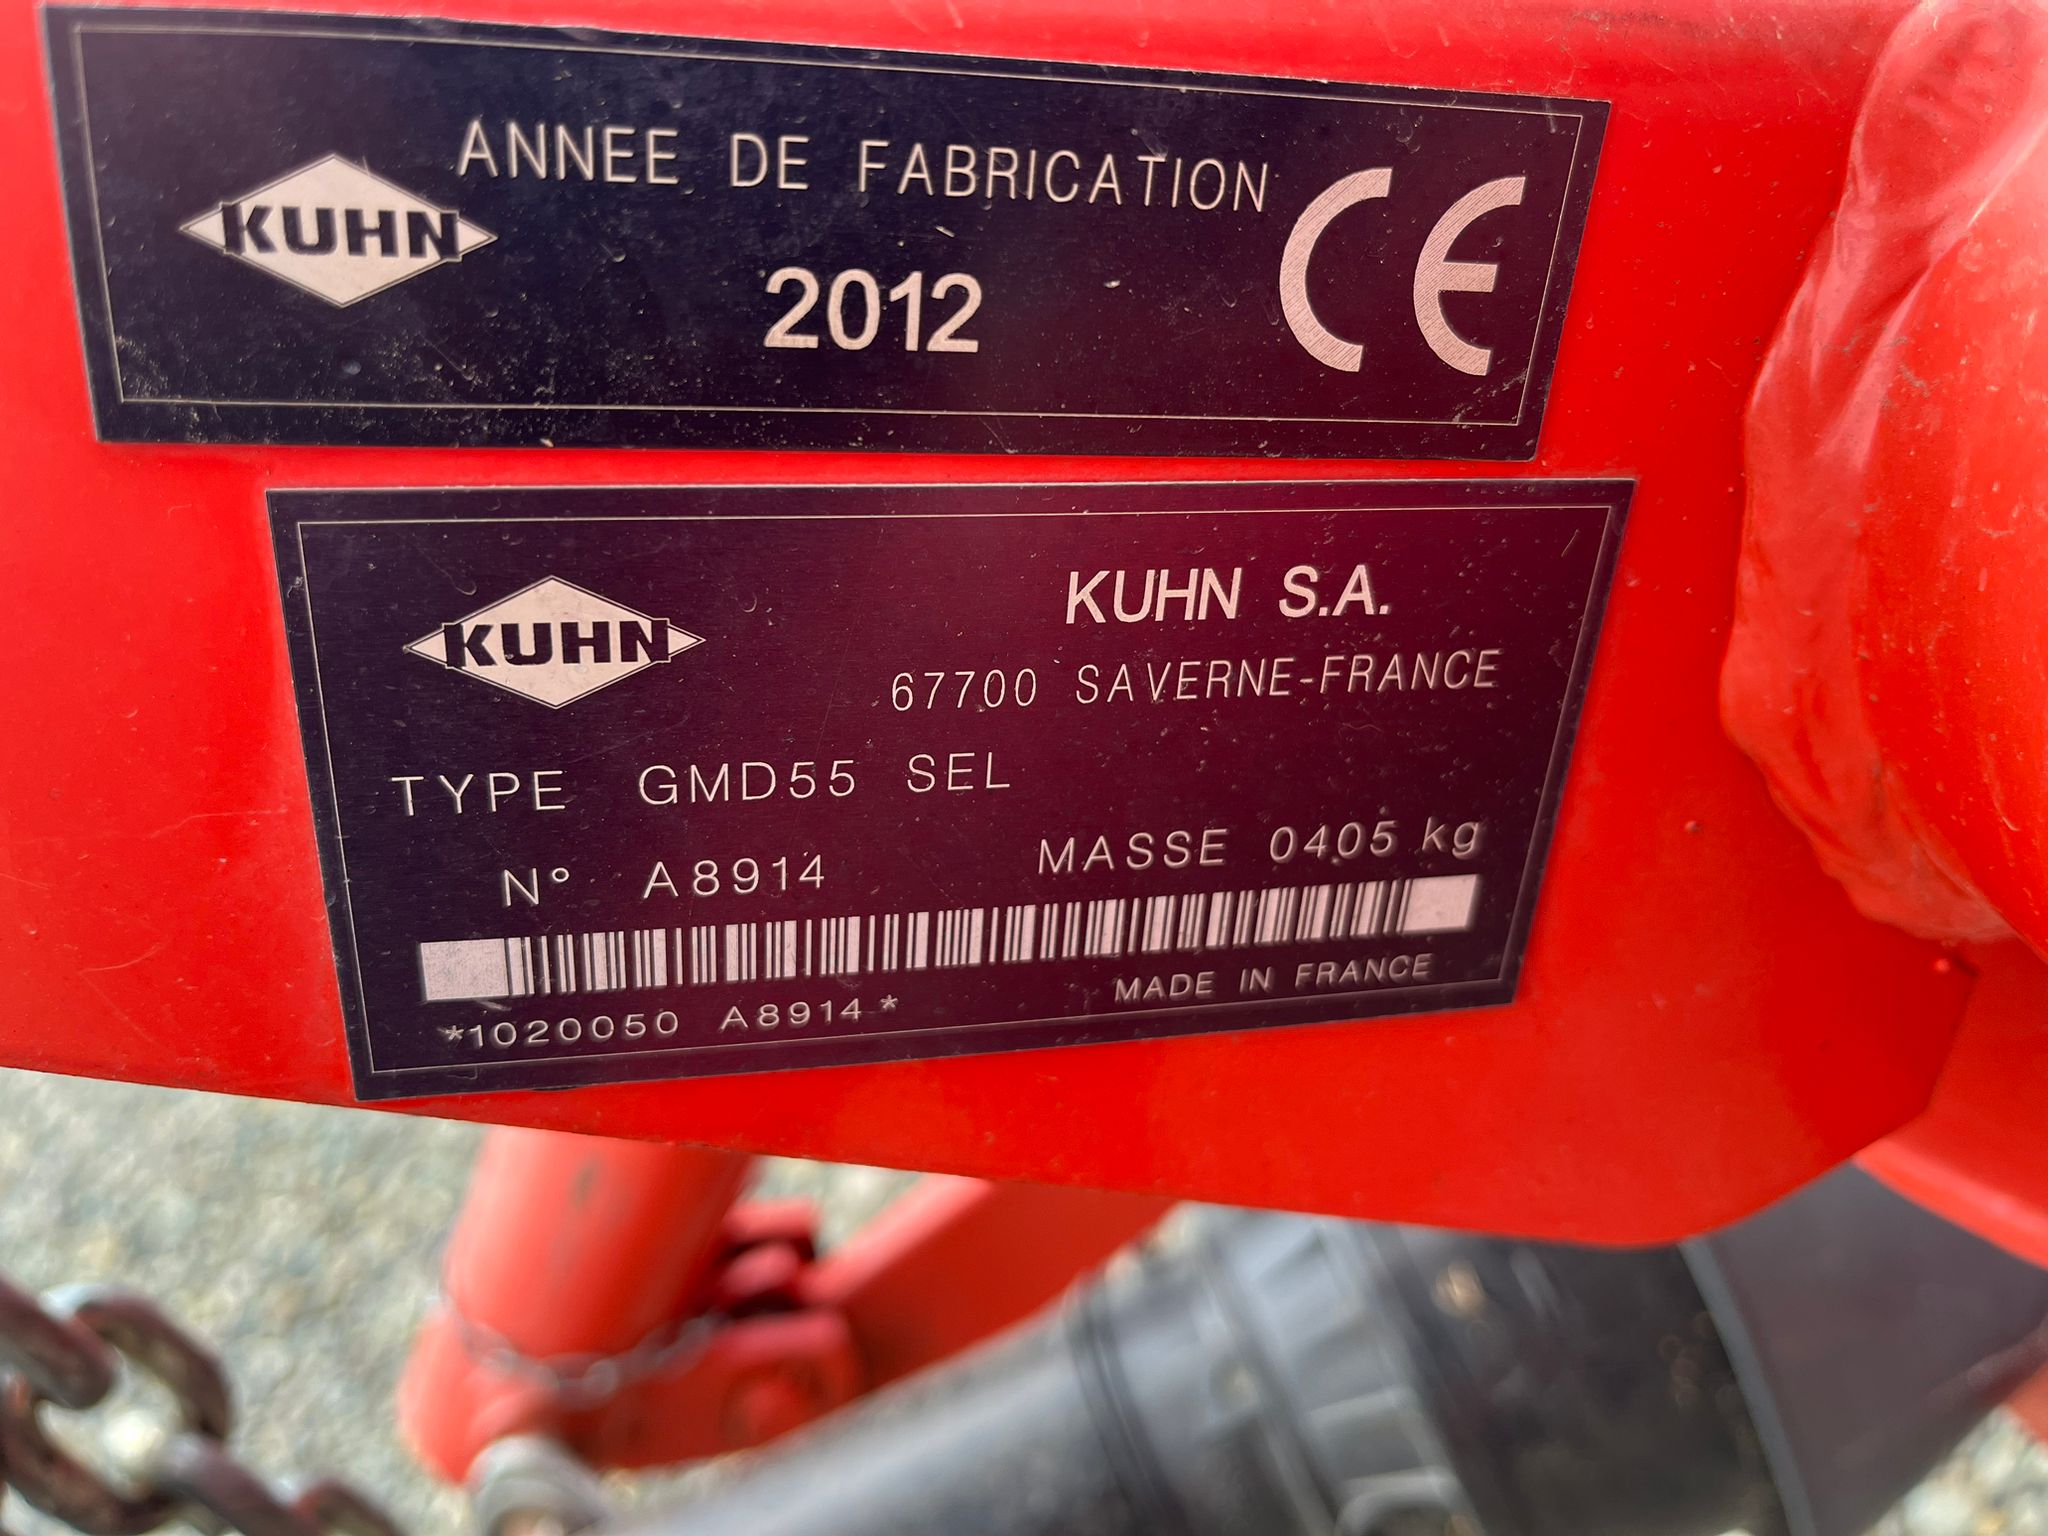 KUHN
ANNEE DE FABRICATION
2012
CE
KUHN
KUHN S.A.
67700 SAVERNE-FRANCE
TYPE GMD55 SEL
N° A8914 MASSE 0405 kg
*1020050 A8914*
MADE IN FRANCE